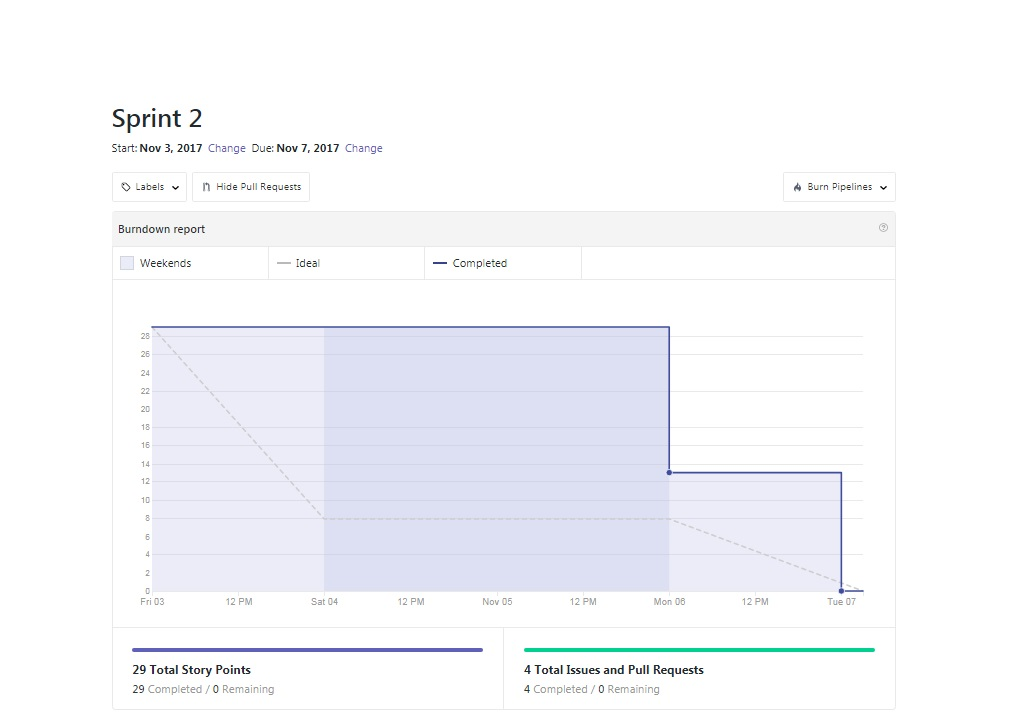 Sprint 2
Start: Nov 3, 2017 Change Due: Nov 7, 2017 Change
Labels Hide Pull Requests Burn Pipelines
Burndown report
Weekends Ideal Completed
28
26
24
22
20
18
16
14
12
10
8
6
4
2
0
Fri 03 12 PM Sat 04 12 PM Nov 05 12 PM Mon 06 12 PM Tue 07
29 Total Story Points 4 Total Issues and Pull Requests
29 Completed / 0 Remaining 4 Completed / 0 Remaining